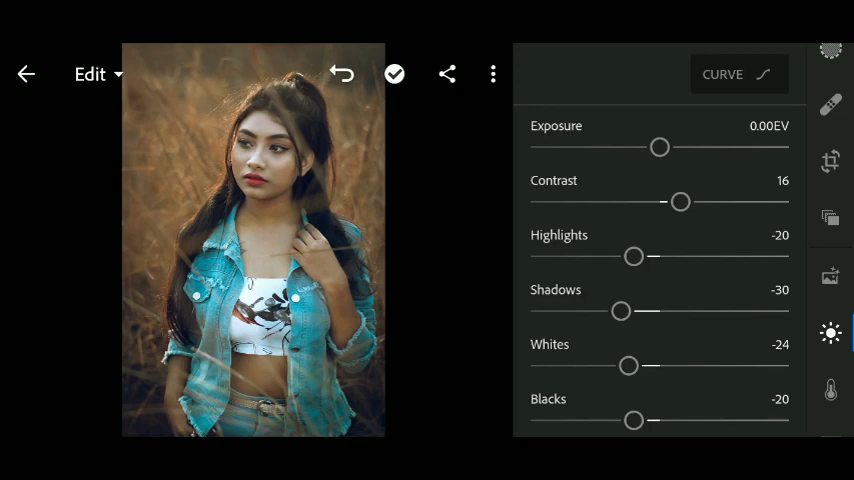 Edit
CURVE
Exposure 0.00EV
Contrast 16
Highlights -20
Shadows -30
Whites -24
Blacks -20